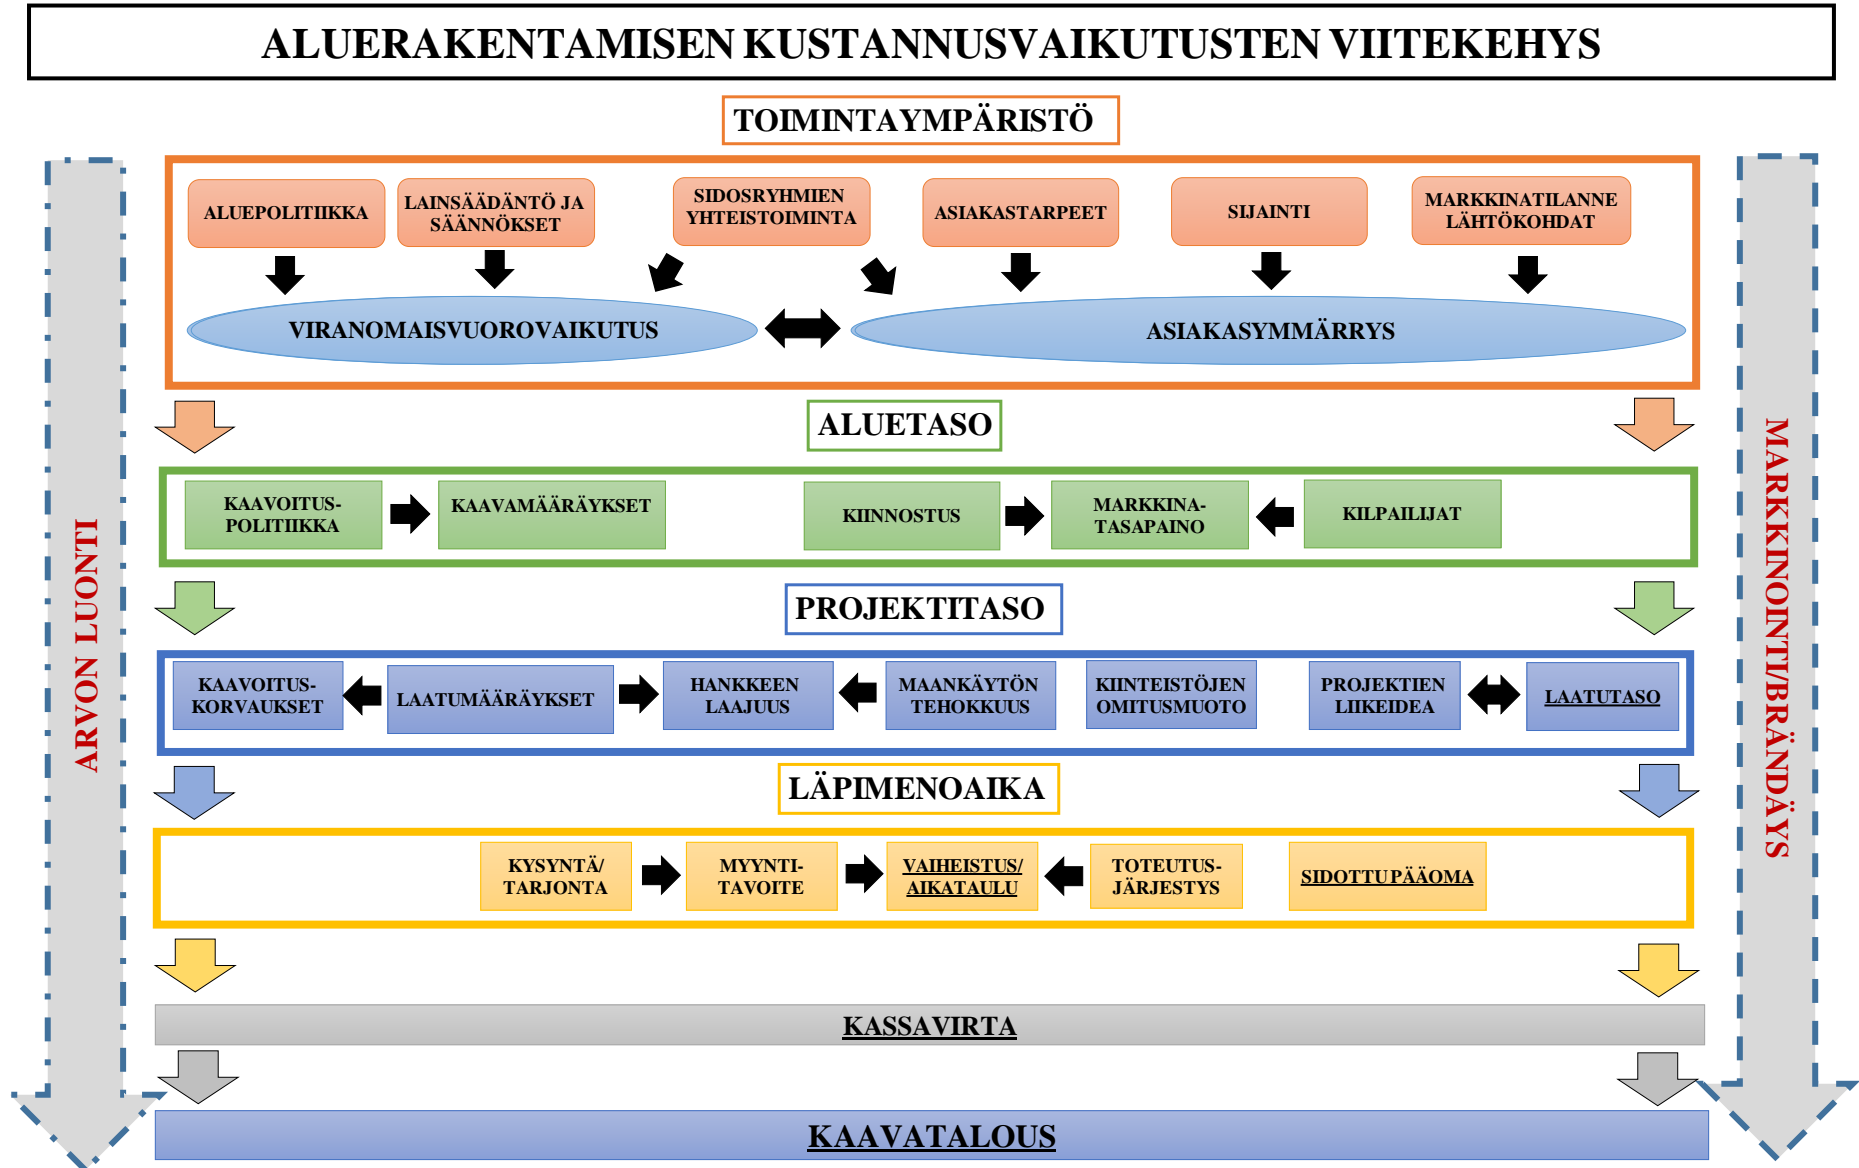 ALUERAKENTAMISEN KUSTANNUSVAIKUTUSTEN VIITEKEHYS
TOIMINTAYMPÄRISTÖ
ALUEPOLITIIKKA
LAINSÄÄDÄNTÖ JA
SÄÄNNÖKSET
SIDOSRYHMIEN
YHTEISTOIMINTA
ASIAKASTARPEET
SIJAINTI
MARKKINATILANNE
LÄHTÖKOHDAT
VIRANOMAISVUOROVAIKUTUS
ASIAKASYMMÄRRYS
ALUETASO
KAAVOITUS-
POLITIIKKA
KAAVAMÄÄRÄYKSET
KIINNOSTUS
MARKKINA-
TASAPAINO
KILPAILIJAT
PROJEKTITASO
KAAVOITUS-
KORVAUKSET
LAATUMÄÄRÄYKSET
HANKKEEN
LAAJUUS
MAANKÄYTÖN
TEHOKKUUS
KIINTEISTÖJEN
OMITUSMUOTO
PROJEKTIEN
LIIKEIDEA
LAATUTASO
LÄPIMENOAIKA
KYSYNTÄ/
TARJONTA
MYYNTI-
TAVOITE
VAIHEISTUS/
AIKATAULU
TOTEUTUS-
JÄRJESTYS
SIDOTTU PÄÄOMA
KASSAVIRTA
KAAVATALOUS
ARVON LUONTI
MARKKINOINTI/BRÄNDÄYS